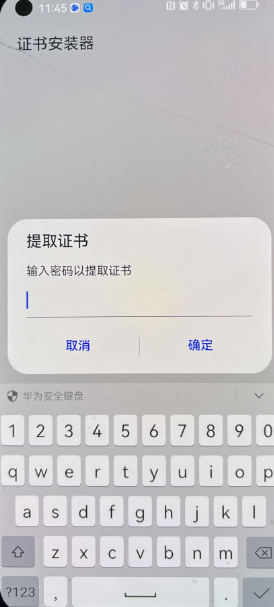 11:45
证书安装器
提取证书
输入密码以提取证书
取消 确定
华为安全键盘
1 2 3 4 5 6 7 8 9 0
q w e r t y u i o p
a s d f g h j k l
z x c v b n m
?123 , .